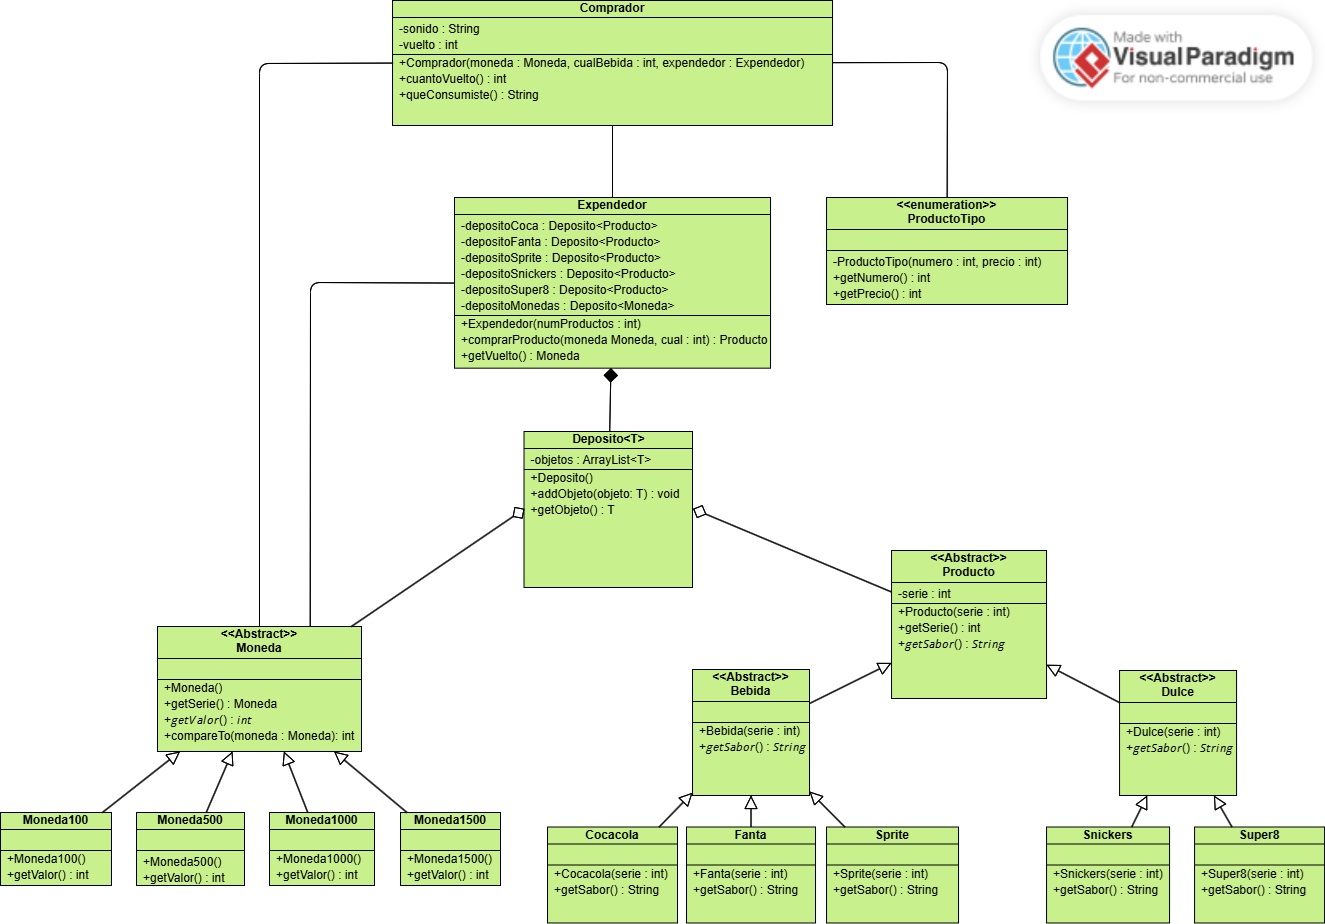 Comprador
-sonido : String
-vuelto : int
+Comprador(moneda : Moneda, cualBebida : int, expendedor : Expendedor)
+cuantoVuelto() : int
+queConsumiste() : String
Made with
Visual Paradigm
For non-commercial use
Expendedor
-depositoCoca : Deposito<Producto>
-depositoFanta : Deposito<Producto>
-depositoSprite : Deposito<Producto>
-depositoSnickers : Deposito<Producto>
-depositoSuper8 : Deposito<Producto>
-depositoMonedas : Deposito<Moneda>
+Expendedor(numProductos : int)
+comprarProducto(moneda Moneda, cual : int) : Producto
+getVuelto() : Moneda
<<enumeration>>
ProductoTipo
-ProductoTipo(numero : int, precio : int)
+getNumero() : int
+getPrecio() : int
Deposito<T>
-objetos : ArrayList<T>
+Deposito()
+addObjeto(objeto: T) : void
+getObjeto() : T
<<Abstract>>
Producto
-serie : int
+Producto(serie : int)
+getSerie() : int
+getSabor() : String
<<Abstract>>
Moneda
+Moneda()
+getSerie() : Moneda
+getValor() : int
+compareTo(moneda : Moneda): int
<<Abstract>>
Bebida
+Bebida(serie : int)
+getSabor() : String
<<Abstract>>
Dulce
+Dulce(serie : int)
+getSabor() : String
Moneda100
+Moneda100()
+getValor() : int
Moneda500
+Moneda500()
+getValor() : int
Moneda1000
+Moneda1000()
+getValor() : int
Moneda1500
+Moneda1500()
+getValor() : int
Cocacola
+Cocacola(serie : int)
+getSabor() : String
Fanta
+Fanta(serie : int)
+getSabor() : String
Sprite
+Sprite(serie : int)
+getSabor() : String
Snickers
+Snickers(serie : int)
+getSabor() : String
Super8
+Super8(serie : int)
+getSabor() : String